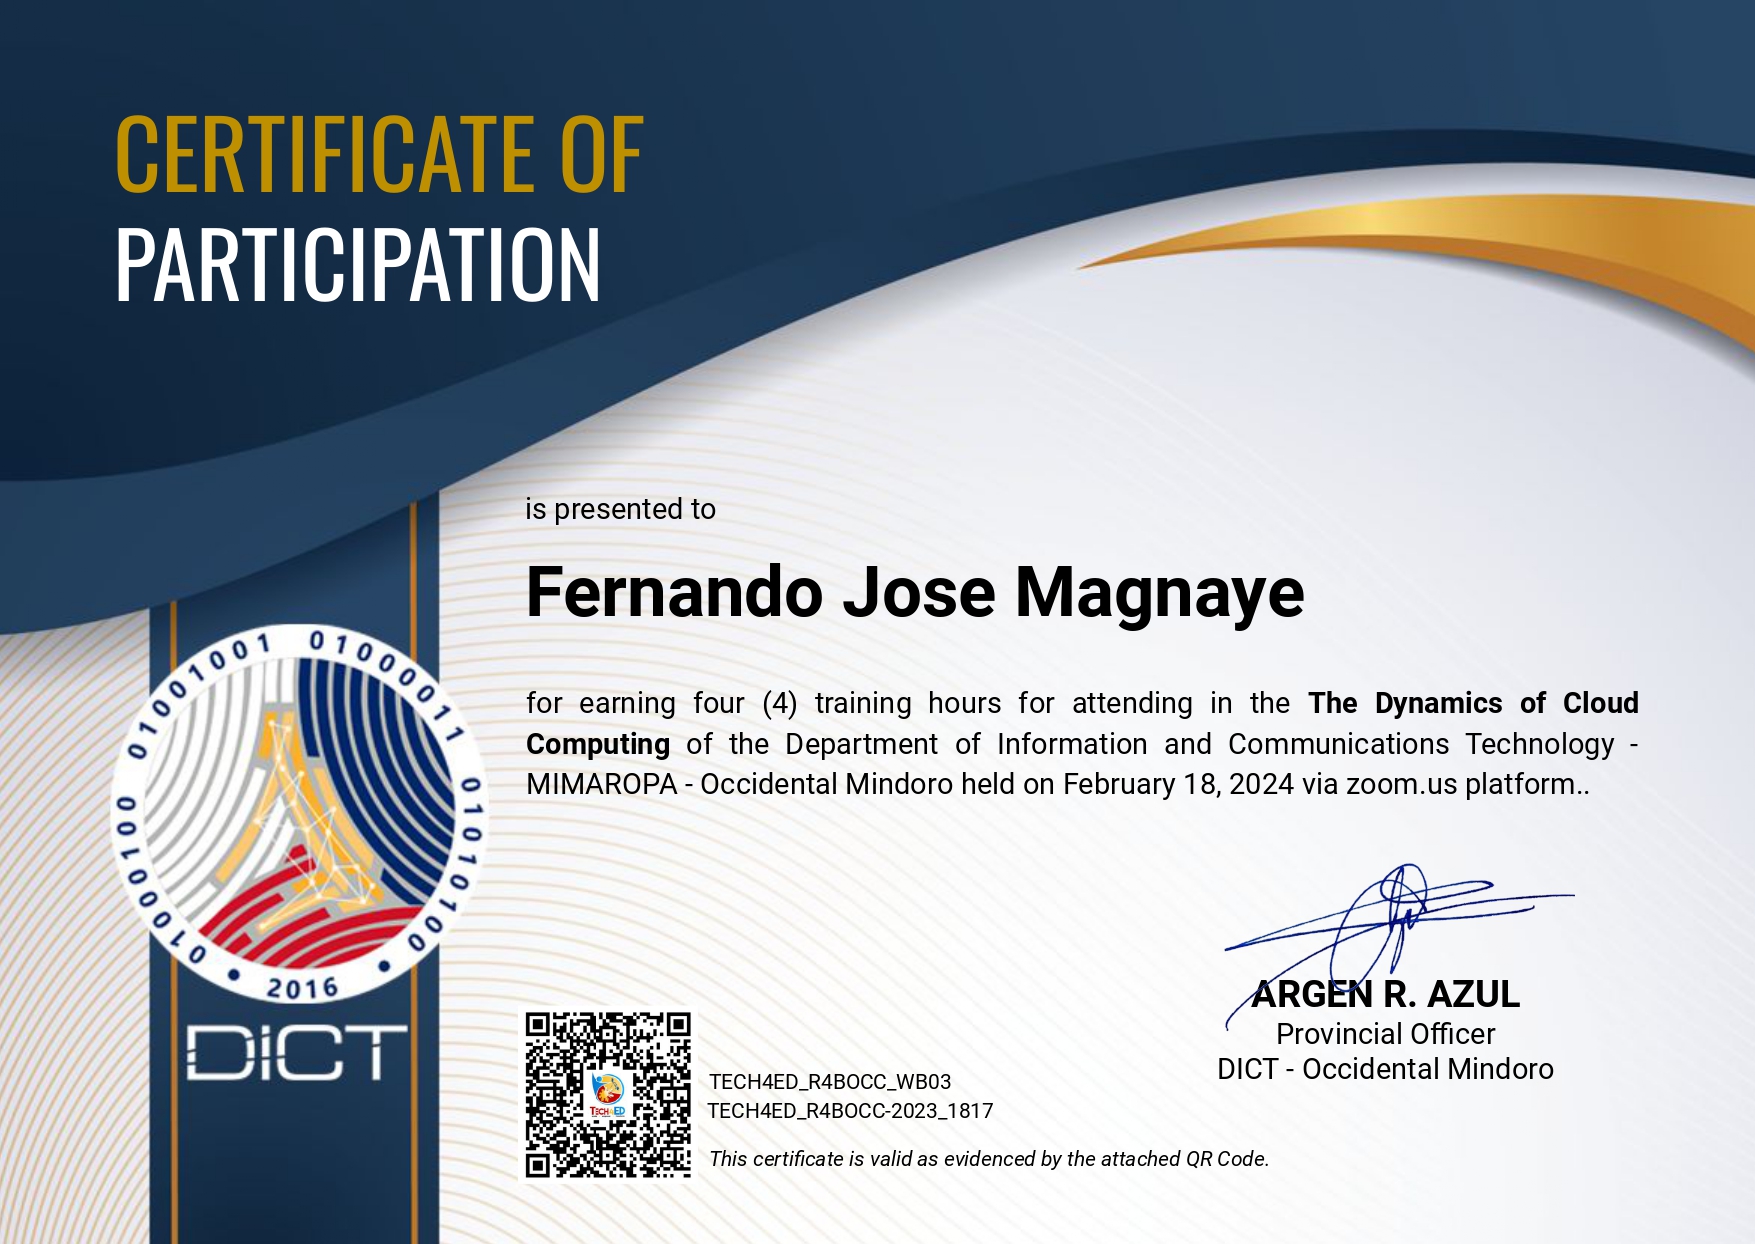 CERTIFICATE OF
PARTICIPATION
is presented to
Fernando Jose Magnaye
for earning four (4) training hours for attending in the The Dynamics of Cloud
Computing of the Department of Information and Communications Technology -
MIMAROPA - Occidental Mindoro held on February 18, 2024 via zoom.us platform..
01000100 01001001 01000011 01010100
• 2016 •
DICT
ARGEN R. AZUL
Provincial Officer
DICT - Occidental Mindoro
TECH4ED
TECH4ED_R4BOCC_WB03
TECH4ED_R4BOCC-2023_1817
This certificate is valid as evidenced by the attached QR Code.